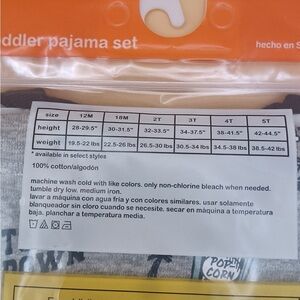 ddler pajama set
hecho en S
size 12M 18M 2T 3T 4T 5T
height 28-29.5" 30-31.5" 32-33.5" 34-37.5" 38-41.5" 42-44.5"
weight 19.5-22 lbs 22.5-26 lbs 26.5-30 lbs 30.5-34 lbs 34.5-38 lbs 38.5-42 lbs
* available in select styles
100% cotton/algodón
machine wash cold with like colors. only non-chlorine bleach when needed.
tumble dry low. medium iron.
lavar a máquina con agua fría y con colores similares. usar solamente
blanqueador sin cloro cuando se necesite. secar en máquina a temperatura
baja. planchar a temperatura media.
POPIN'
CORN